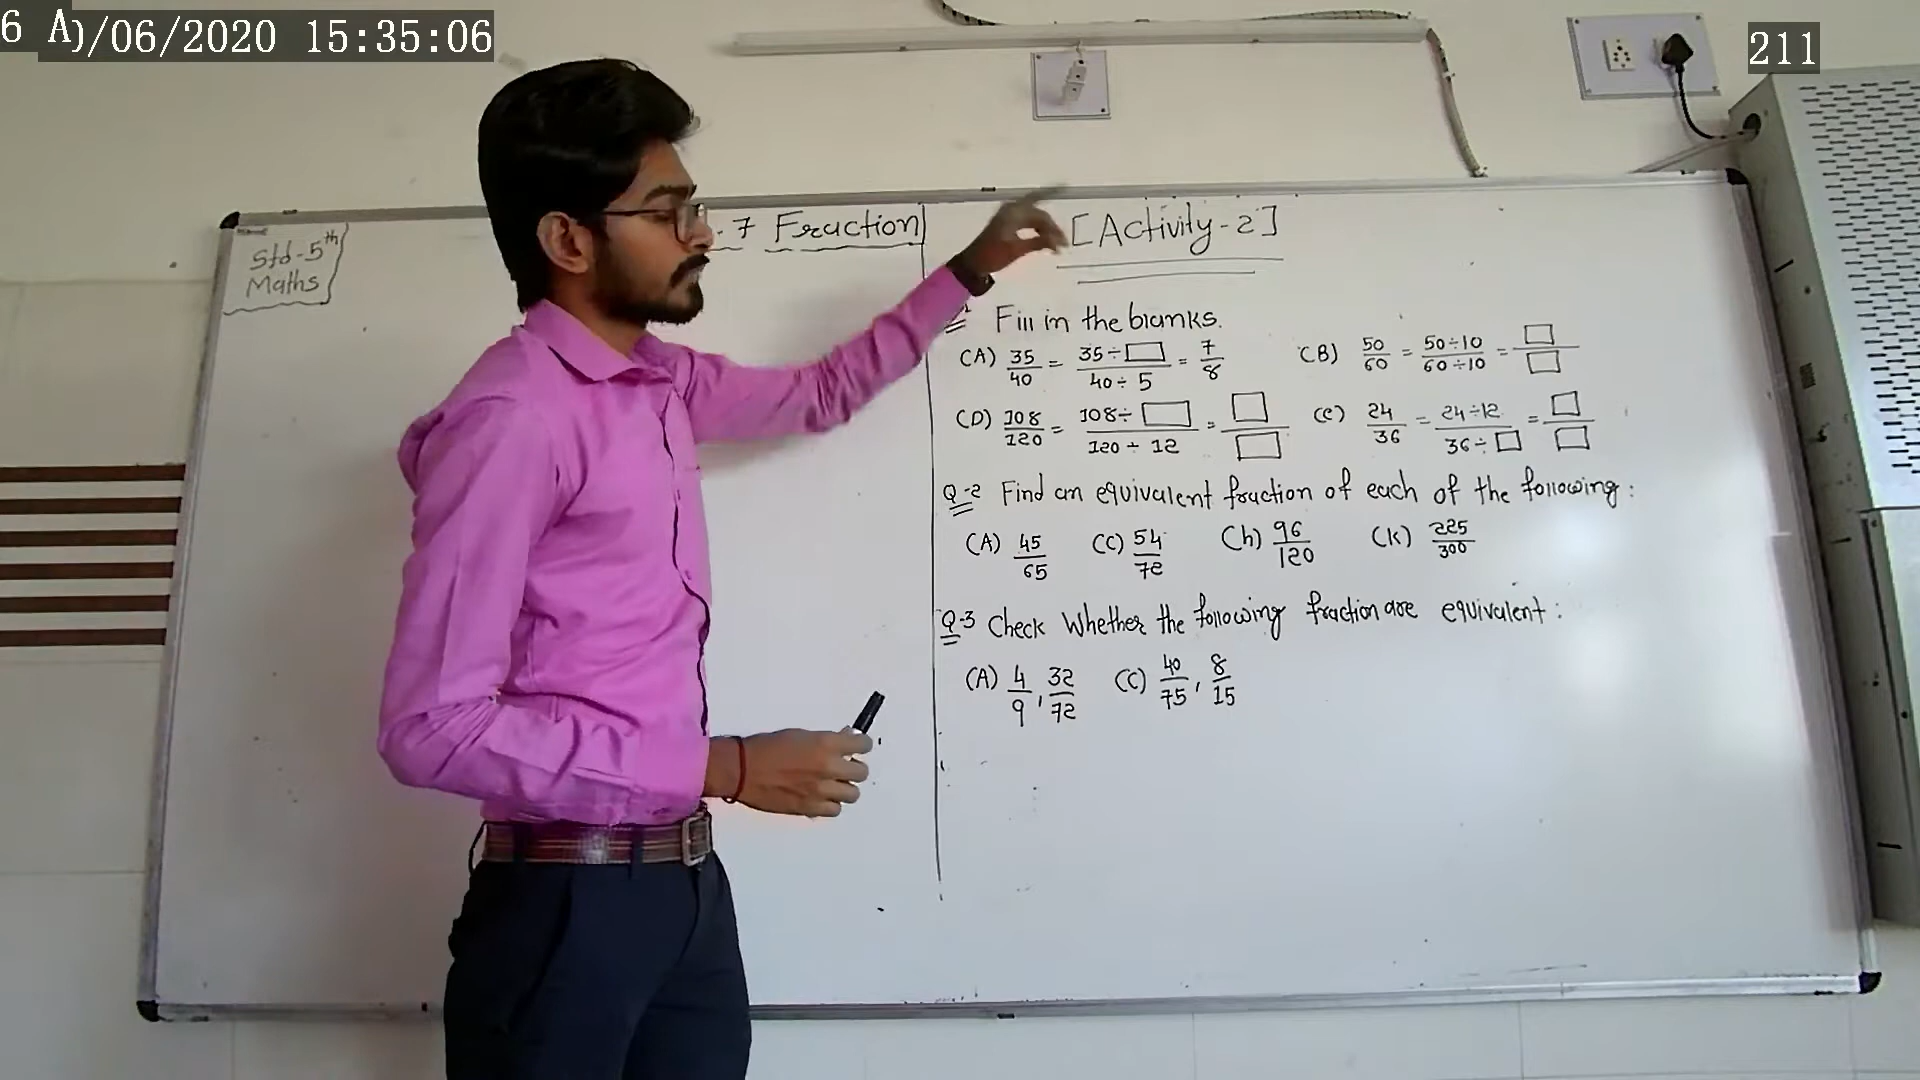 6 A
0/06/2020 15:35:06
211
Std-5th
Maths
. 7 Fraction
[Activity-2]
Fill in the blanks.
(A) 35/40 = 35÷□/40÷5 = 7/8 (B) 50/60 = 50÷10/60÷10 = □/□
(D) 108/120 = 108÷□/120÷12 = □/□ (e) 24/36 = 24÷12/36÷□ = □/□
Q-2 Find an equivalent fraction of each of the following:
(A) 45/65 (C) 54/72 (h) 96/120 (k) 225/300
Q-3 Check Whether the following fraction are equivalent:
(A) 4/9, 32/72 (C) 40/75, 8/15